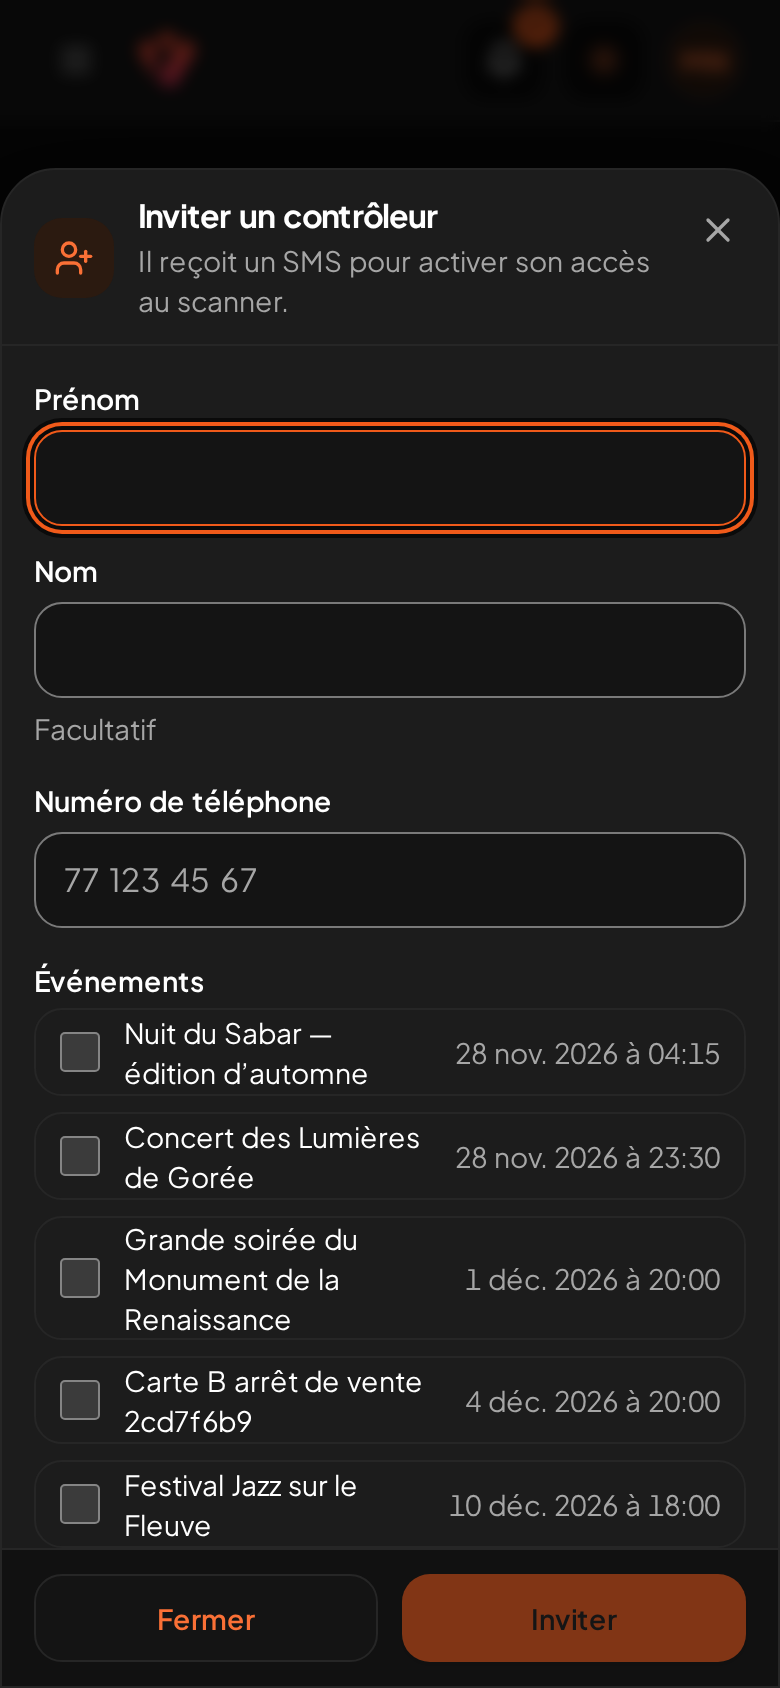 Inviter un contrôleur
Il reçoit un SMS pour activer son accès
au scanner.
Prénom
Nom
Facultatif
Numéro de téléphone
77 123 45 67
Événements
Nuit du Sabar —
édition d’automne
28 nov. 2026 à 04:15
Concert des Lumières
de Gorée
28 nov. 2026 à 23:30
Grande soirée du
Monument de la
Renaissance
1 déc. 2026 à 20:00
Carte B arrêt de vente
2cd7f6b9
4 déc. 2026 à 20:00
Festival Jazz sur le
Fleuve
10 déc. 2026 à 18:00
Fermer
Inviter